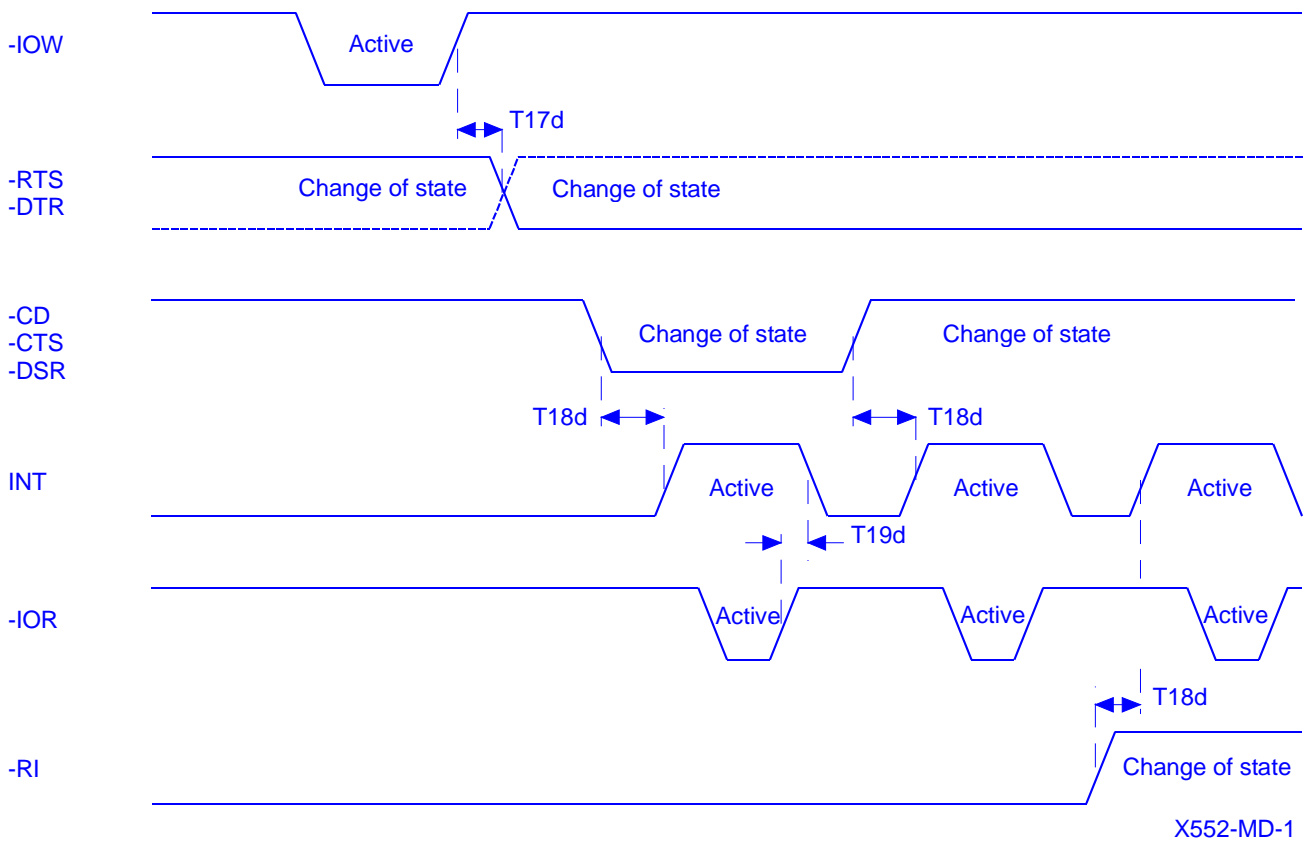 -IOW
Active
T17d
-RTS
-DTR
Change of state
Change of state
-CD
-CTS
-DSR
Change of state
Change of state
T18d
T18d
INT
Active
Active
Active
T19d
-IOR
Active
Active
Active
T18d
-RI
Change of state
X552-MD-1